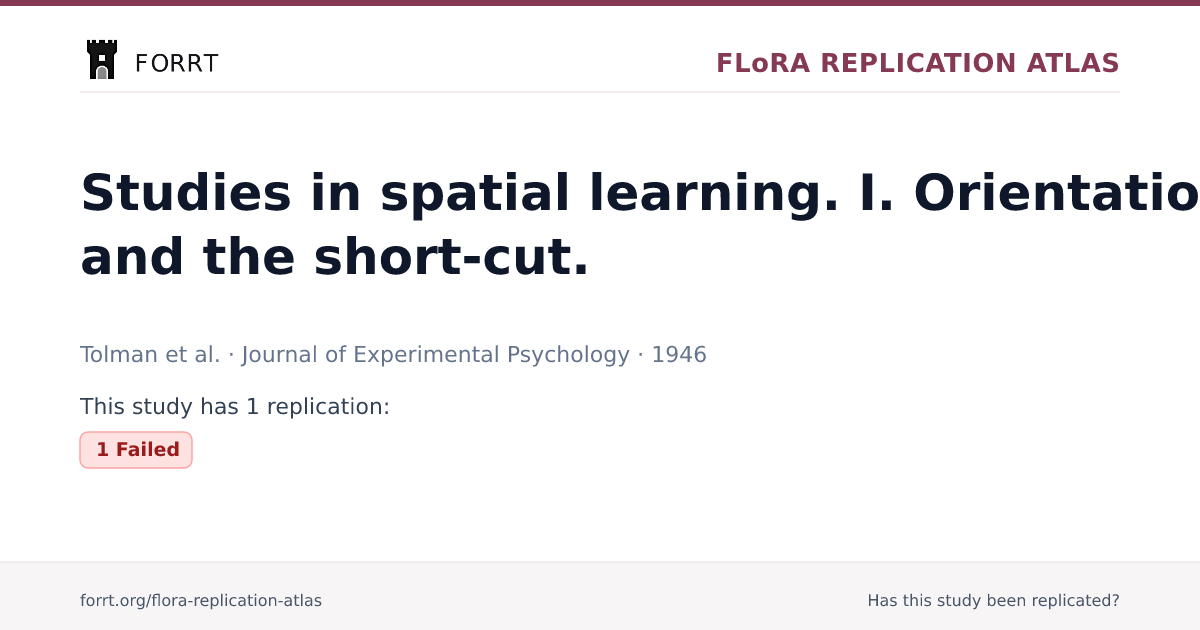 FORRT
FLoRA REPLICATION ATLAS
Studies in spatial learning. I. Orientatio
and the short-cut.
Tolman et al. · Journal of Experimental Psychology · 1946
This study has 1 replication:
1 Failed
forrt.org/flora-replication-atlas
Has this study been replicated?